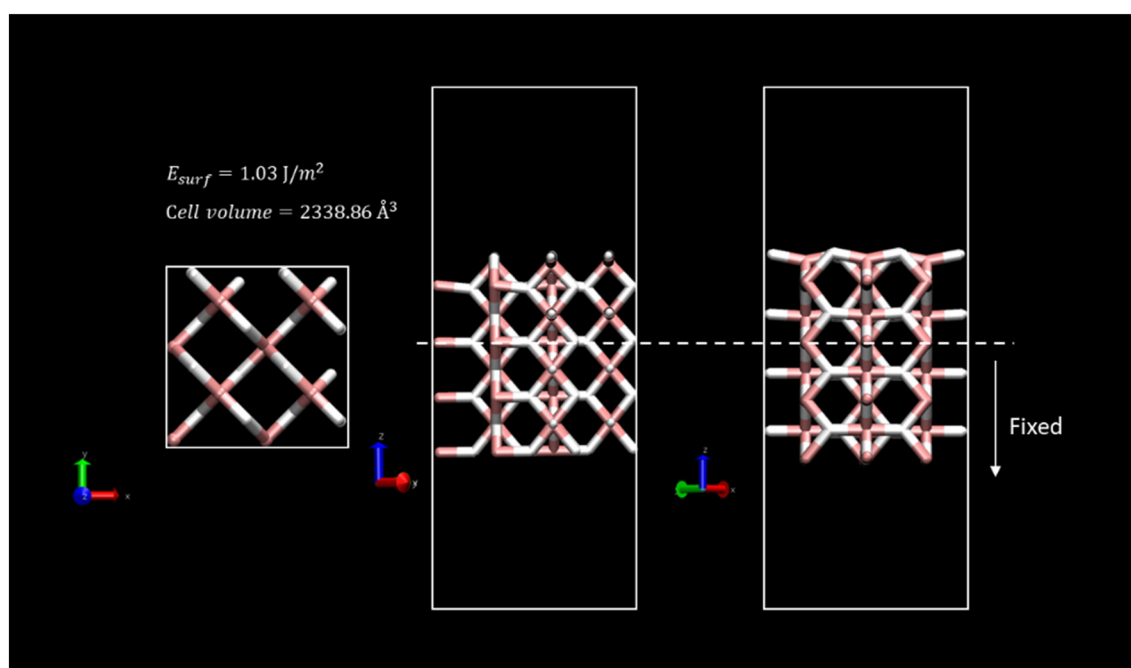 E_surf = 1.03 J/m²
Cell volume = 2338.86 Å³
Fixed
y
z
x
z
y
z
x